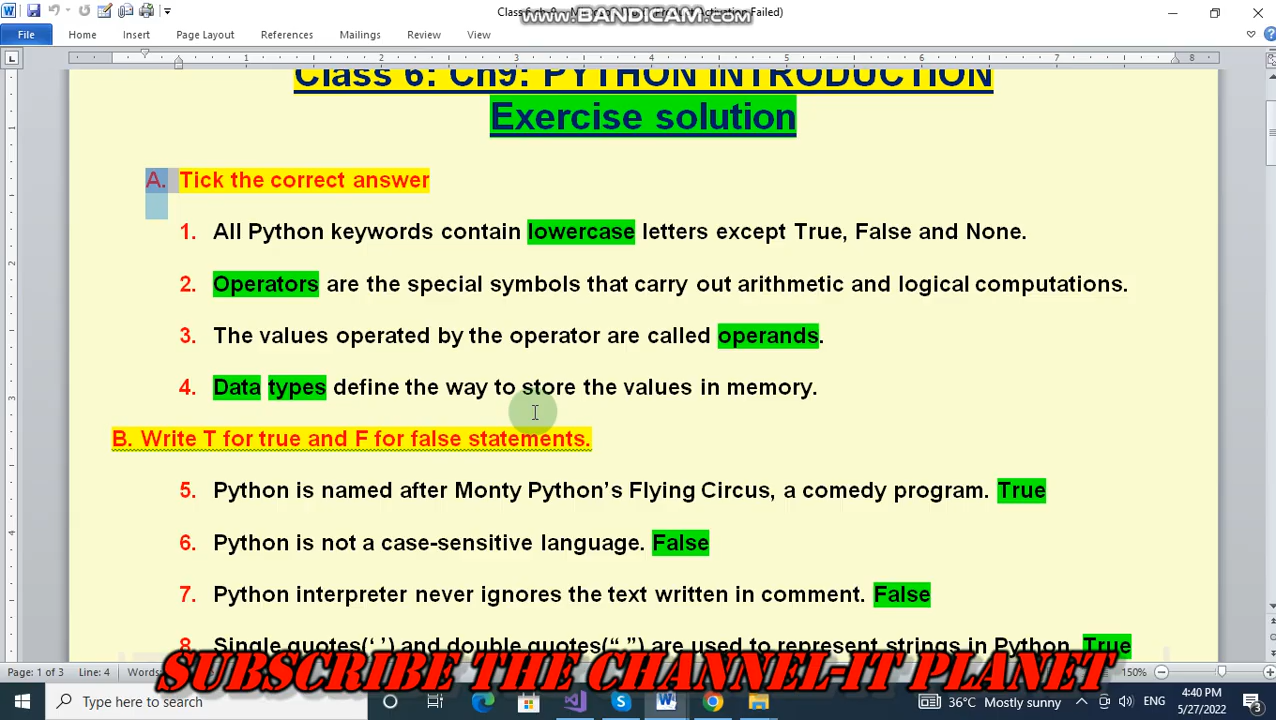 Class 6
Activation Failed)
www.BANDICAM.com
File Home Insert Page Layout References Mailings Review View
Class 6: Ch9: PYTHON INTRODUCTION
Exercise solution
A. Tick the correct answer
1. All Python keywords contain lowercase letters except True, False and None.
2. Operators are the special symbols that carry out arithmetic and logical computations.
3. The values operated by the operator are called operands.
4. Data types define the way to store the values in memory.
B. Write T for true and F for false statements.
5. Python is named after Monty Python’s Flying Circus, a comedy program. True
6. Python is not a case-sensitive language. False
7. Python interpreter never ignores the text written in comment. False
8. Single quotes(‘ ’) and double quotes(“ ”) are used to represent strings in Python. True
SUBSCRIBE THE CHANNEL-IT PLANET
Page: 1 of 3 Line: 4 Words: 150%
Type here to search
36°C Mostly sunny ENG 4:40 PM
5/27/2022
3